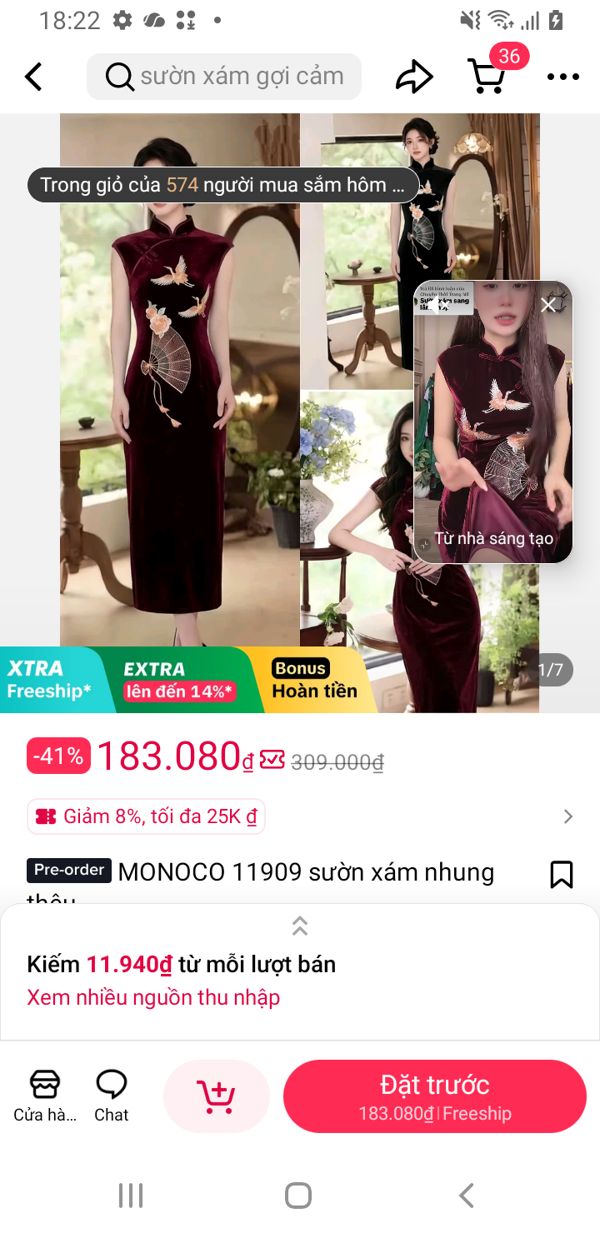 18:22
sườn xám gợi cảm
36
Trong giỏ của 574 người mua sắm hôm ...
Từ nhà sáng tạo
XTRA
Freeship*
EXTRA
lên đến 14%*
Bonus
Hoàn tiền
1/7
-41% 183.080₫ 309.000₫
Giảm 8%, tối đa 25K ₫
Pre-order MONOCO 11909 sườn xám nhung
thêu
Kiếm 11.940₫ từ mỗi lượt bán
Xem nhiều nguồn thu nhập
Cửa hà...
Chat
Đặt trước
183.080₫|Freeship